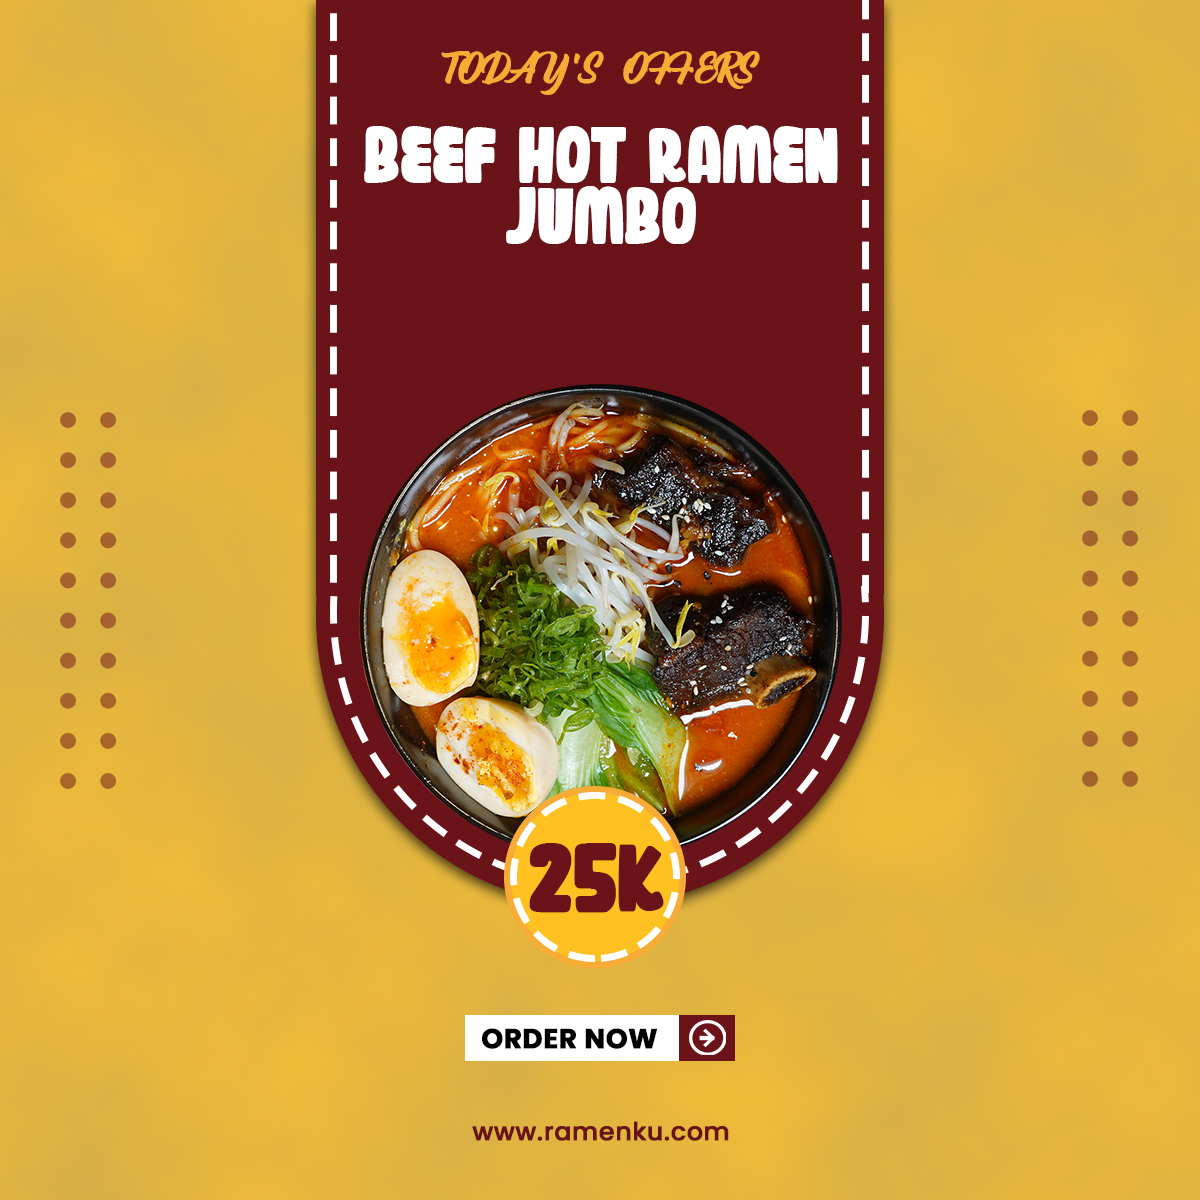 TODAY'S OFFERS
BEEF HOT RAMEN
JUMBO
25K
ORDER NOW
www.ramenku.com